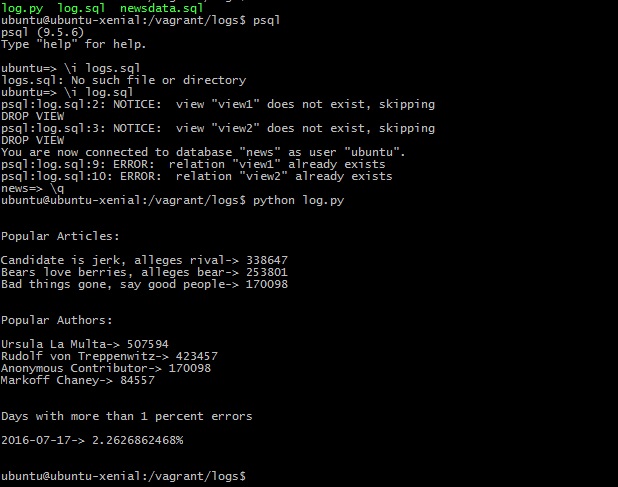 log.py  log.sql  newsdata.sql
ubuntu@ubuntu-xenial:/vagrant/logs$ psql
psql (9.5.6)
Type "help" for help.
ubuntu=> \i logs.sql
logs.sql: No such file or directory
ubuntu=> \i log.sql
psql:log.sql:2: NOTICE:  view "view1" does not exist, skipping
DROP VIEW
psql:log.sql:3: NOTICE:  view "view2" does not exist, skipping
DROP VIEW
You are now connected to database "news" as user "ubuntu".
psql:log.sql:9: ERROR:  relation "view1" already exists
psql:log.sql:10: ERROR:  relation "view2" already exists
news=> \q
ubuntu@ubuntu-xenial:/vagrant/logs$ python log.py
Popular Articles:
Candidate is jerk, alleges rival-> 338647
Bears love berries, alleges bear-> 253801
Bad things gone, say good people-> 170098
Popular Authors:
Ursula La Multa-> 507594
Rudolf von Treppenwitz-> 423457
Anonymous Contributor-> 170098
Markoff Chaney-> 84557
Days with more than 1 percent errors
2016-07-17-> 2.2626862468%
ubuntu@ubuntu-xenial:/vagrant/logs$